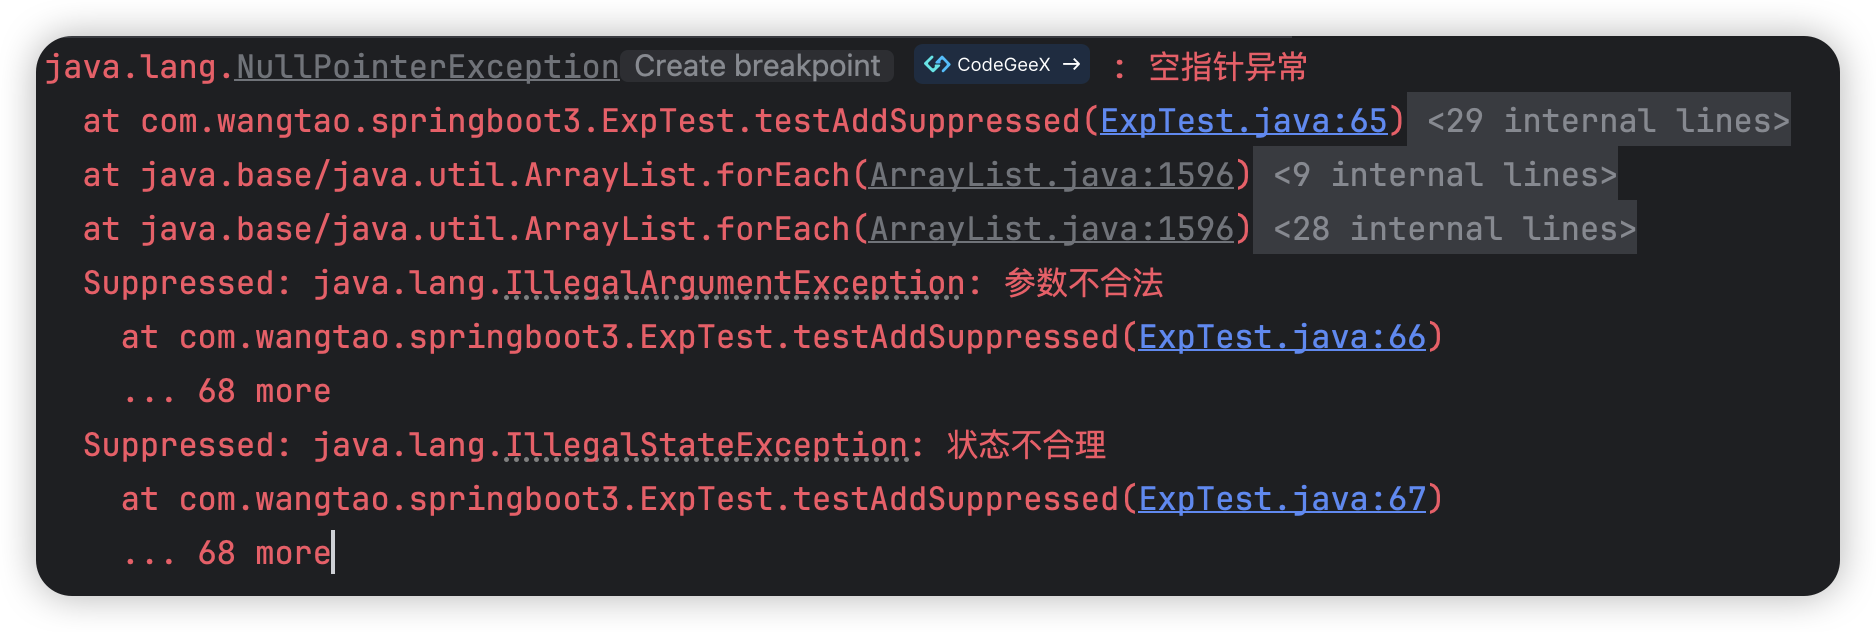 java.lang.NullPointerException Create breakpoint CodeGeeX → : 空指针异常
at com.wangtao.springboot3.ExpTest.testAddSuppressed(ExpTest.java:65) <29 internal lines>
at java.base/java.util.ArrayList.forEach(ArrayList.java:1596) <9 internal lines>
at java.base/java.util.ArrayList.forEach(ArrayList.java:1596) <28 internal lines>
Suppressed: java.lang.IllegalArgumentException: 参数不合法
at com.wangtao.springboot3.ExpTest.testAddSuppressed(ExpTest.java:66)
... 68 more
Suppressed: java.lang.IllegalStateException: 状态不合理
at com.wangtao.springboot3.ExpTest.testAddSuppressed(ExpTest.java:67)
... 68 more